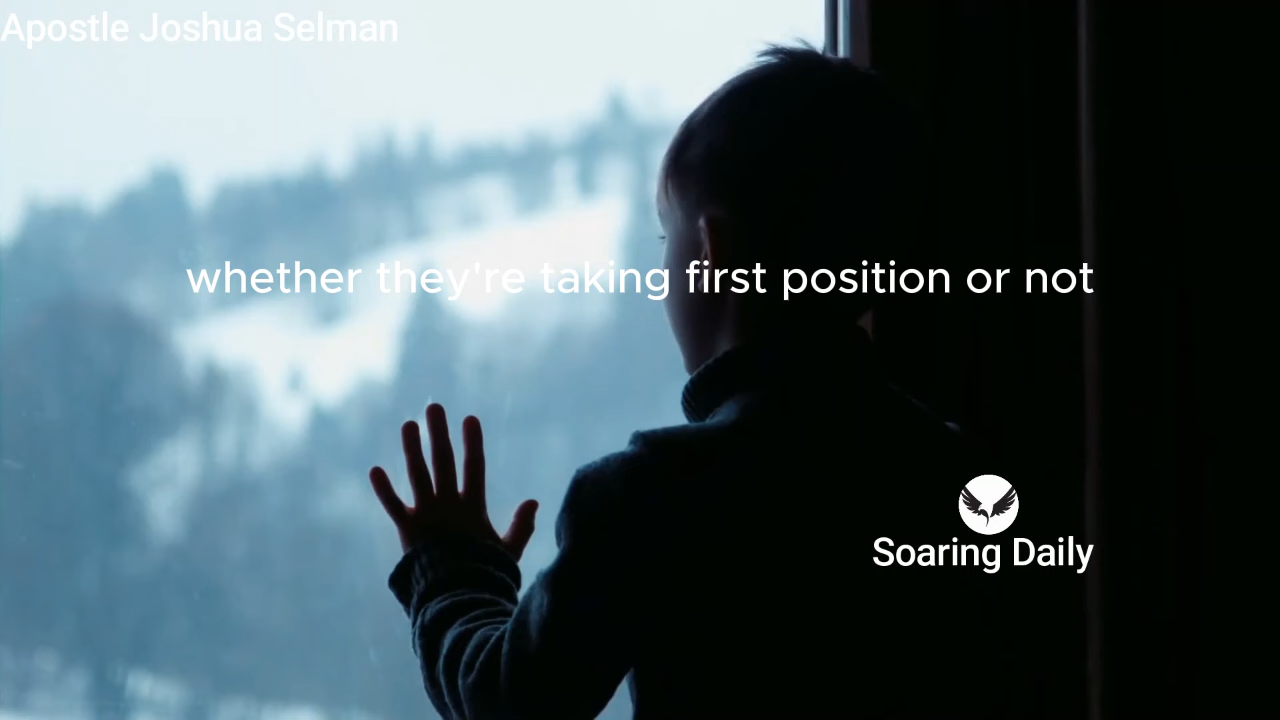 Apostle Joshua Selman
whether they're taking first position or not
Soaring Daily